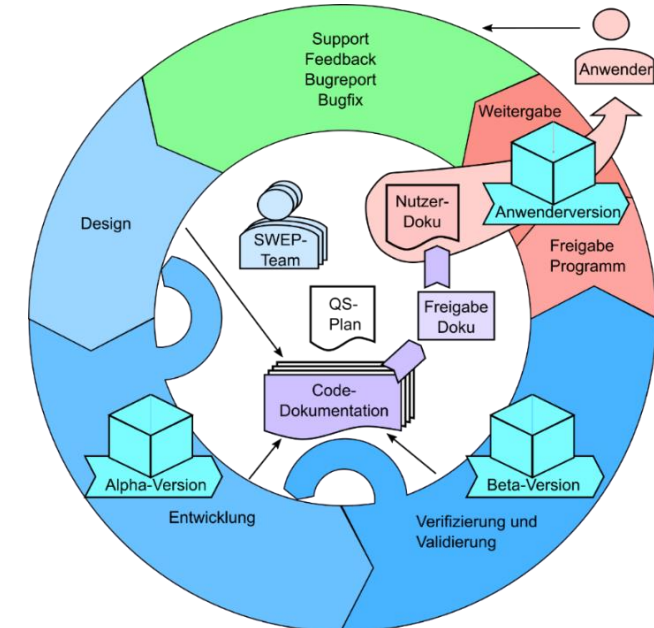 Support
Feedback
Bugreport
Bugfix
Anwender
Weitergabe
Anwenderversion
Freigabe
Programm
Design
SWEP-
Team
Nutzer-
Doku
QS-
Plan
Freigabe
Doku
Code-
Dokumentation
Alpha-Version
Beta-Version
Entwicklung
Verifizierung und
Validierung